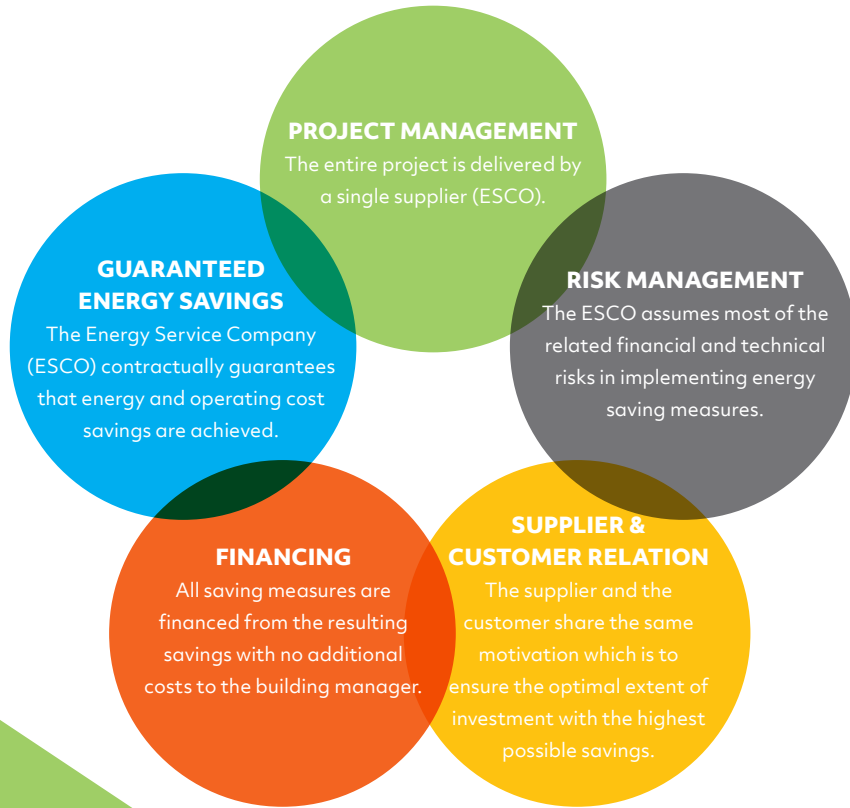 PROJECT MANAGEMENT
The entire project is delivered by
a single supplier (ESCO).
GUARANTEED
ENERGY SAVINGS
The Energy Service Company
(ESCO) contractually guarantees
that energy and operating cost
savings are achieved.
RISK MANAGEMENT
The ESCO assumes most of the
related financial and technical
risks in implementing energy
saving measures.
FINANCING
All saving measures are
financed from the resulting
savings with no additional
costs to the building manager.
SUPPLIER &
CUSTOMER RELATION
The supplier and the
customer share the same
motivation which is to
ensure the optimal extent of
investment with the highest
possible savings.